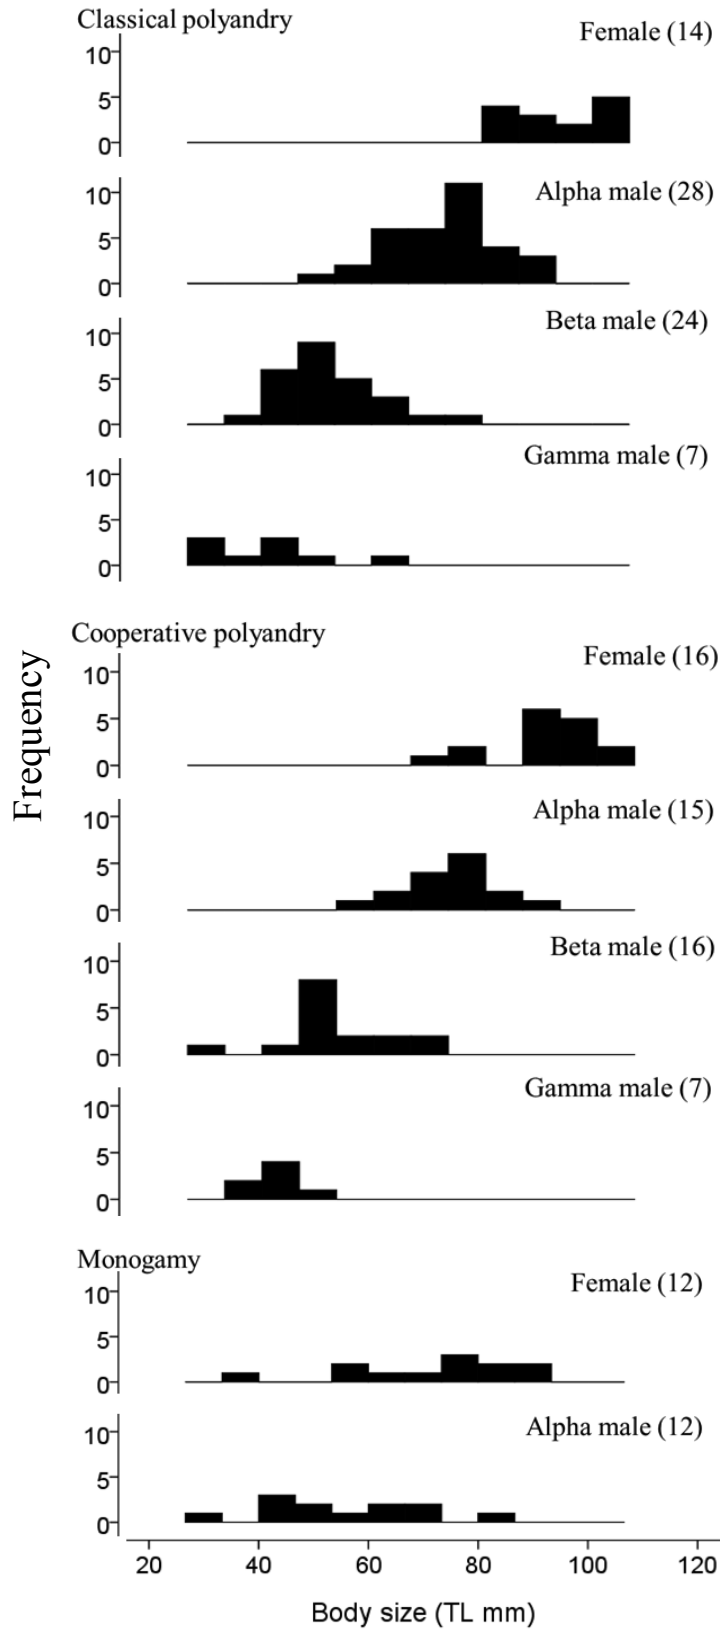 Classical polyandry
Female (14)
10
5
0
Alpha male (28)
10
5
0
Beta male (24)
10
5
0
Gamma male (7)
10
5
0
Cooperative polyandry
Female (16)
10
5
0
Frequency
Alpha male (15)
10
5
0
Beta male (16)
10
5
0
Gamma male (7)
10
5
0
Monogamy
Female (12)
10
5
0
Alpha male (12)
10
5
0
20 40 60 80 100 120
Body size (TL mm)